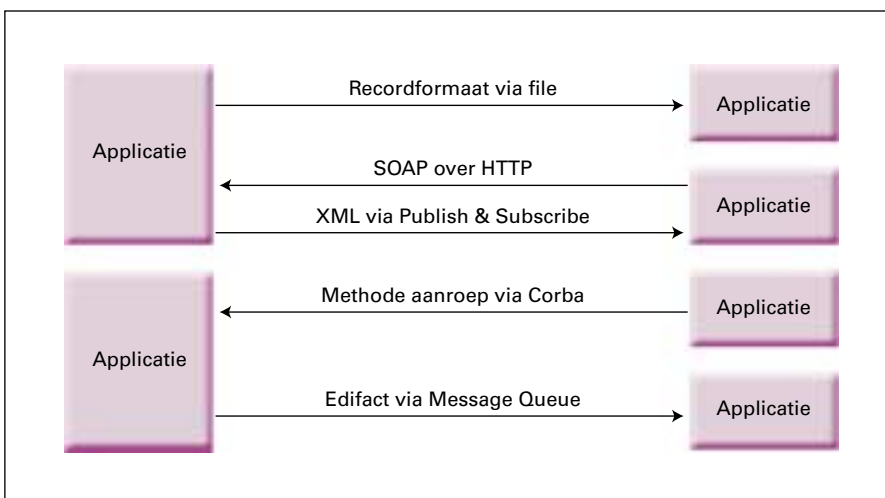 Recordformaat via file
Applicatie
Applicatie
SOAP over HTTP
Applicatie
XML via Publish & Subscribe
Methode aanroep via Corba
Applicatie
Applicatie
Edifact via Message Queue
Applicatie